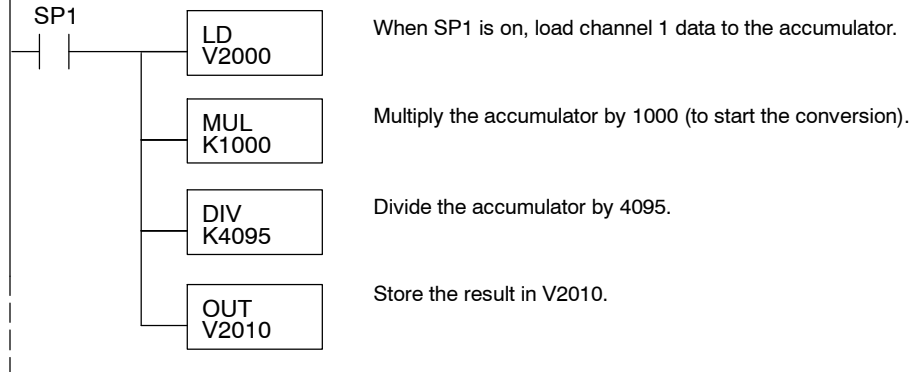 SP1
LD
V2000
When SP1 is on, load channel 1 data to the accumulator.
MUL
K1000
Multiply the accumulator by 1000 (to start the conversion).
DIV
K4095
Divide the accumulator by 4095.
OUT
V2010
Store the result in V2010.